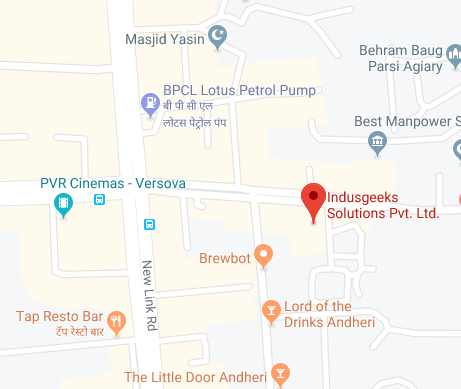 Masjid Yasin
Behram Baug
Parsi Agiary
BPCL Lotus Petrol Pump
बी पी सी एल
लोटस पेट्रोल पंप
Best Manpower S
PVR Cinemas - Versova
Indusgeeks
Solutions Pvt. Ltd.
Brewbot
New Link Rd
Lord of the
Drinks Andheri
Tap Resto Bar
टॅप रेस्टो बार
The Little Door Andheri